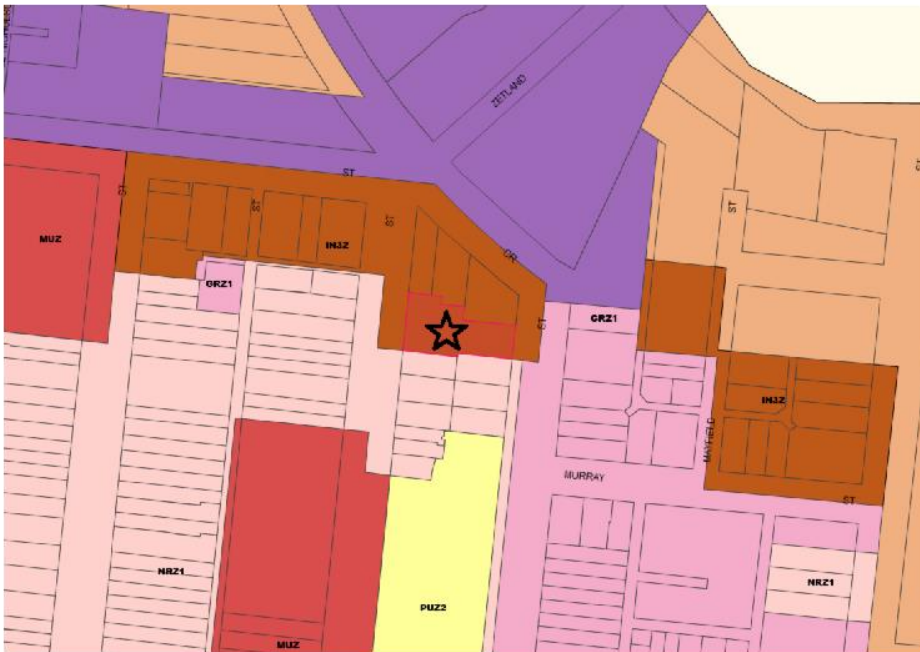 ZETLAND
ST
ST
ST
ST
ST
ST
MUZ
IN3Z
DR
GRZ1
ST
GRZ1
IN3Z
MAYFIELD
MURRAY
ST
NRZ1
NRZ1
PUZ2
MUZ